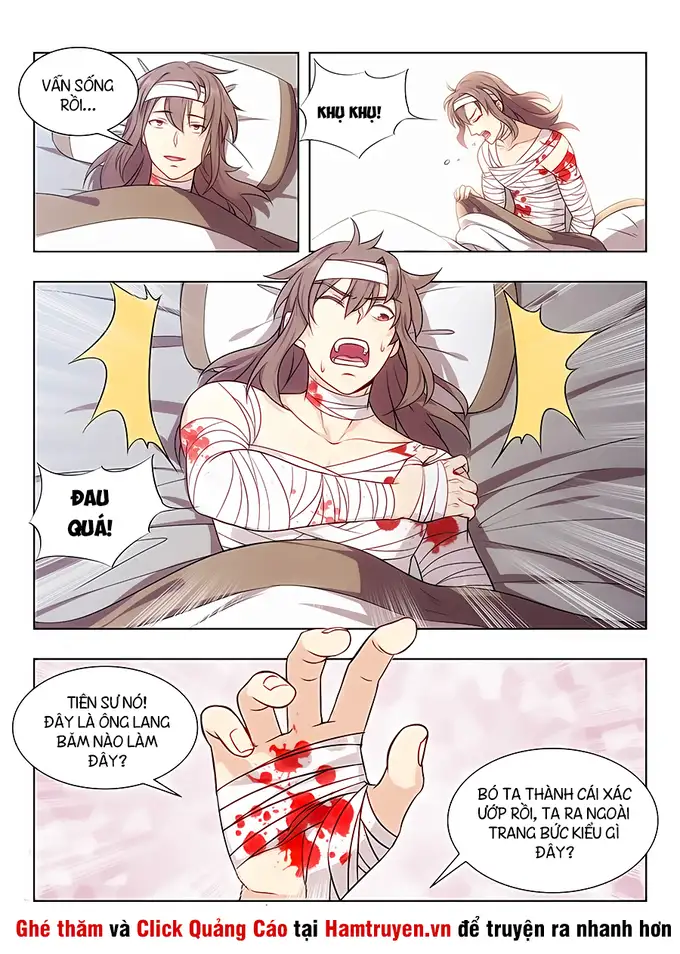 VẪN SỐNG
RỒI...
KHỤ KHỤ!
ĐAU
QUÁ!
TIÊN SƯ NÓ!
ĐÂY LÀ ÔNG LANG
BĂM NÀO LÀM
ĐÂY?
BÓ TA THÀNH CÁI XÁC
ƯỚP RỒI, TA RA NGOÀI
TRANG BỨC KIỂU GÌ
ĐÂY?
Ghé thăm và Click Quảng Cáo tại Hamtruyen.vn để truyện ra nhanh hơn